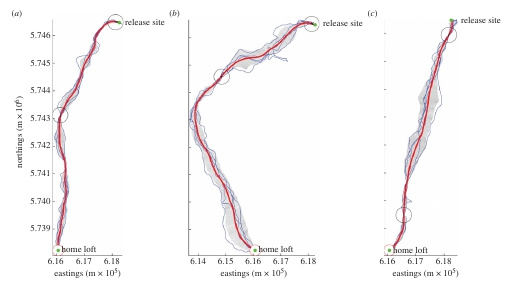 (a)
release site
5.746
5.745
5.744
5.743
5.742
5.741
5.740
5.739
northings (m × 10⁶)
home loft
6.16 6.17 6.18
eastings (m × 10⁵)
(b)
release site
home loft
6.14 6.15 6.16 6.17 6.18
eastings (m × 10⁵)
(c)
release site
home loft
6.16 6.17 6.18
eastings (m × 10⁵)